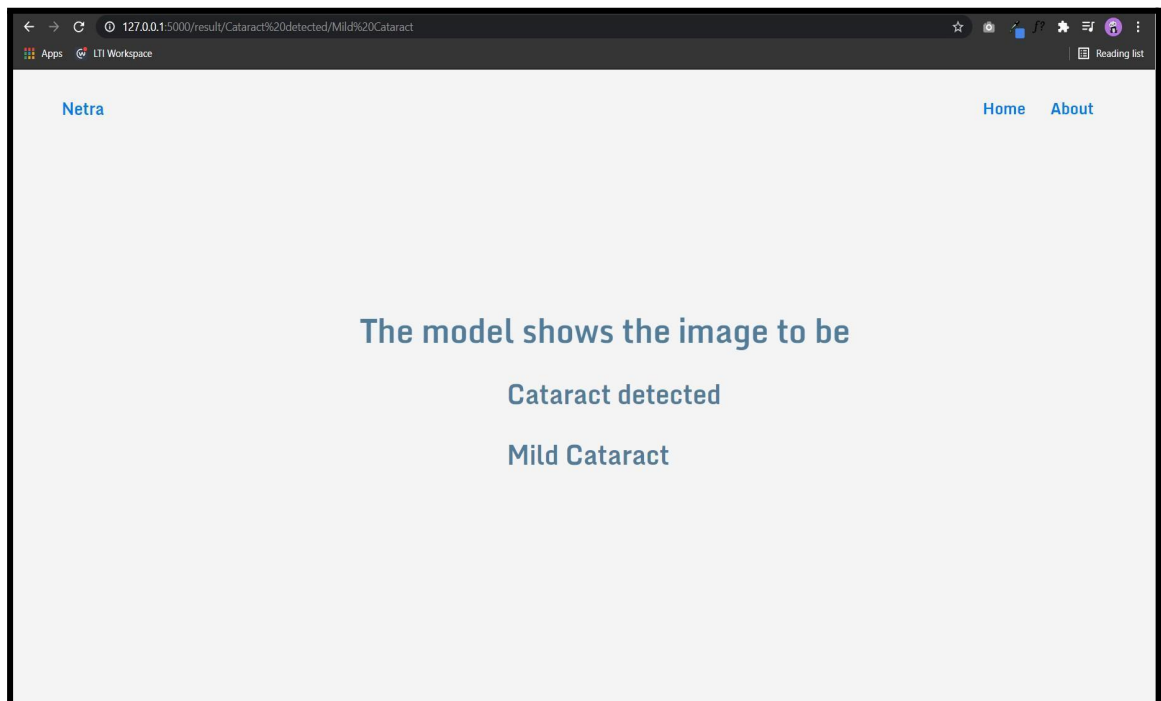 127.0.0.1:5000/result/Cataract%20detected/Mild%20Cataract
Apps LTI Workspace Reading list
Netra Home About
The model shows the image to be
Cataract detected
Mild Cataract